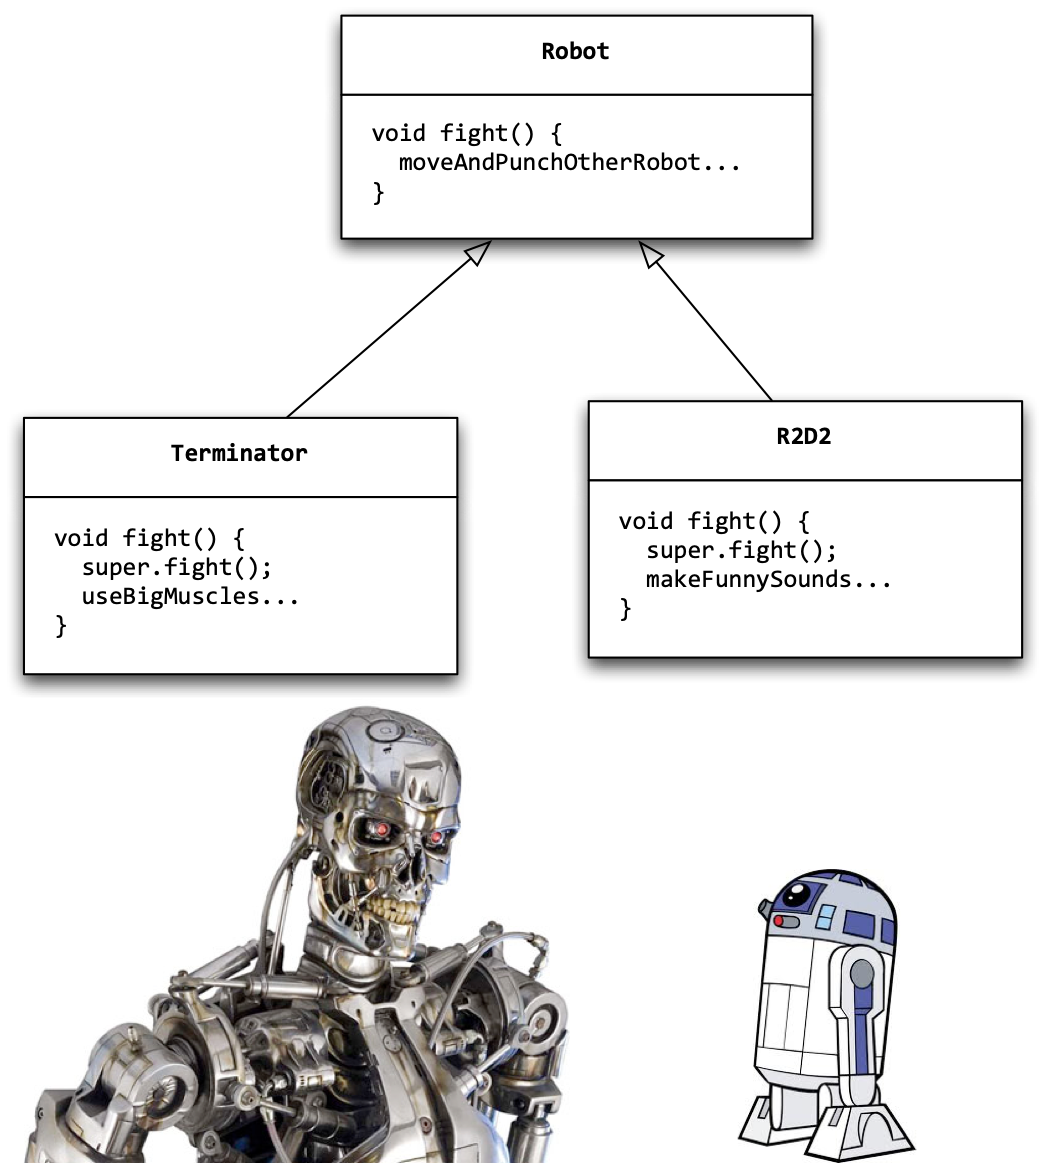 Robot
void fight() {
  moveAndPunchOtherRobot...
}
Terminator
void fight() {
  super.fight();
  useBigMuscles...
}
R2D2
void fight() {
  super.fight();
  makeFunnySounds...
}